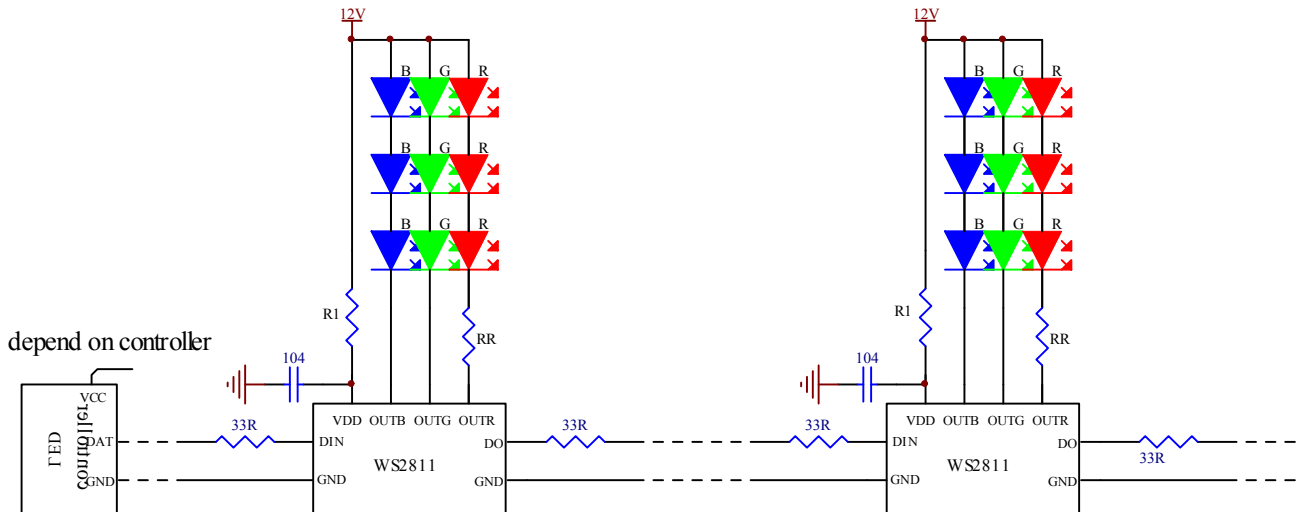 12V
12V
B G R
B G R
B G R
B G R
B G R
B G R
R1
RR
R1
RR
depend on controller
104
104
VCC
LED
Controller
DAT
GND
33R
VDD OUTB OUTG OUTR
DIN
DO
WS2811
GND
GND
33R
33R
VDD OUTB OUTG OUTR
DIN
DO
WS2811
GND
GND
33R